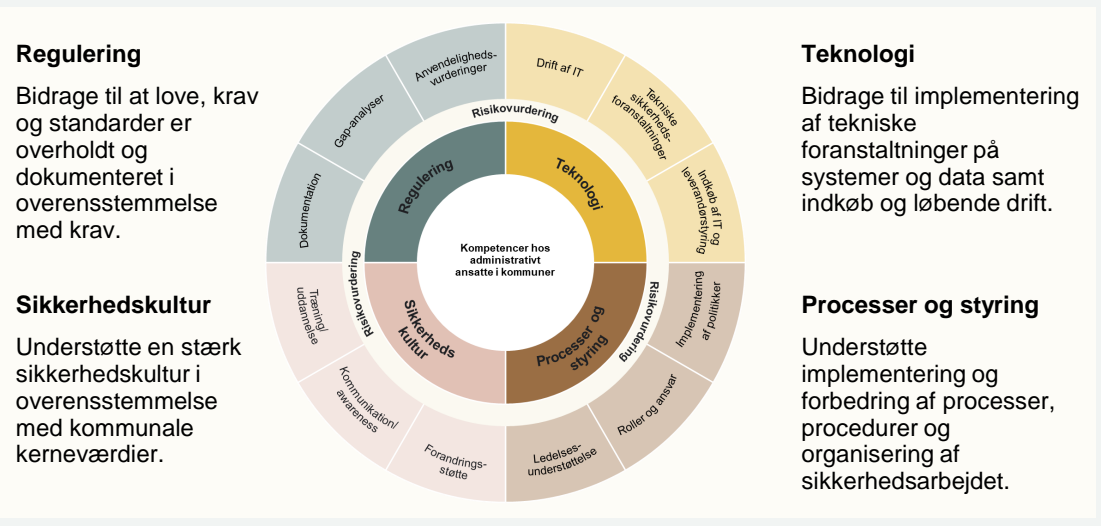 Regulering
Bidrage til at love, krav
og standarder er
overholdt og
dokumenteret i
overensstemmelse
med krav.
Sikkerhedskultur
Understøtte en stærk
sikkerhedskultur i
overensstemmelse
med kommunale
kerneværdier.
Anvendeligheds-
vurderinger
Gap-analyser
Dokumentation
Drift af IT
Tekniske
sikkerheds-
foranstaltninger
Indkøb af IT og
leverandørstyring
Risikovurdering
Regulering
Teknologi
Kompetencer hos
administrativt
ansatte i kommuner
Risikovurdering
Risikovurdering
Sikkerheds
kultur
Processer og
styring
Træning/
uddannelse
Kommunikation/
awareness
Forandrings-
støtte
Ledelses-
understøttelse
Roller og ansvar
Implementering
af politikker
Teknologi
Bidrage til implementering
af tekniske
foranstaltninger på
systemer og data samt
indkøb og løbende drift.
Processer og styring
Understøtte
implementering og
forbedring af processer,
procedurer og
organisering af
sikkerhedsarbejdet.